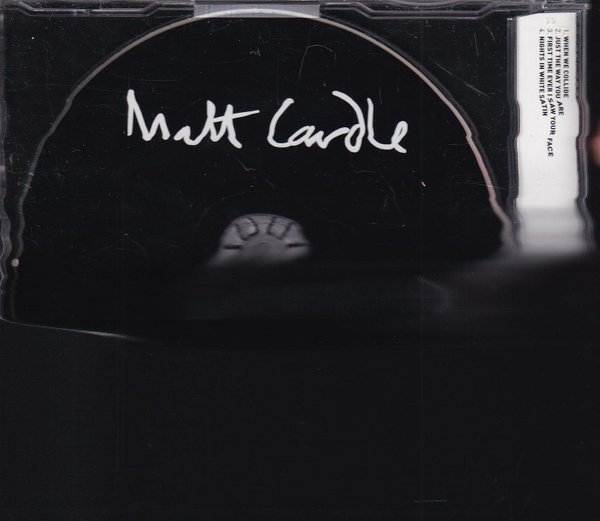 Matt Cardle
1. WHEN WE COLLIDE
2. JUST THE WAY YOU ARE
3. FIRST TIME EVER I SAW YOUR FACE
4. NIGHTS IN WHITE SATIN